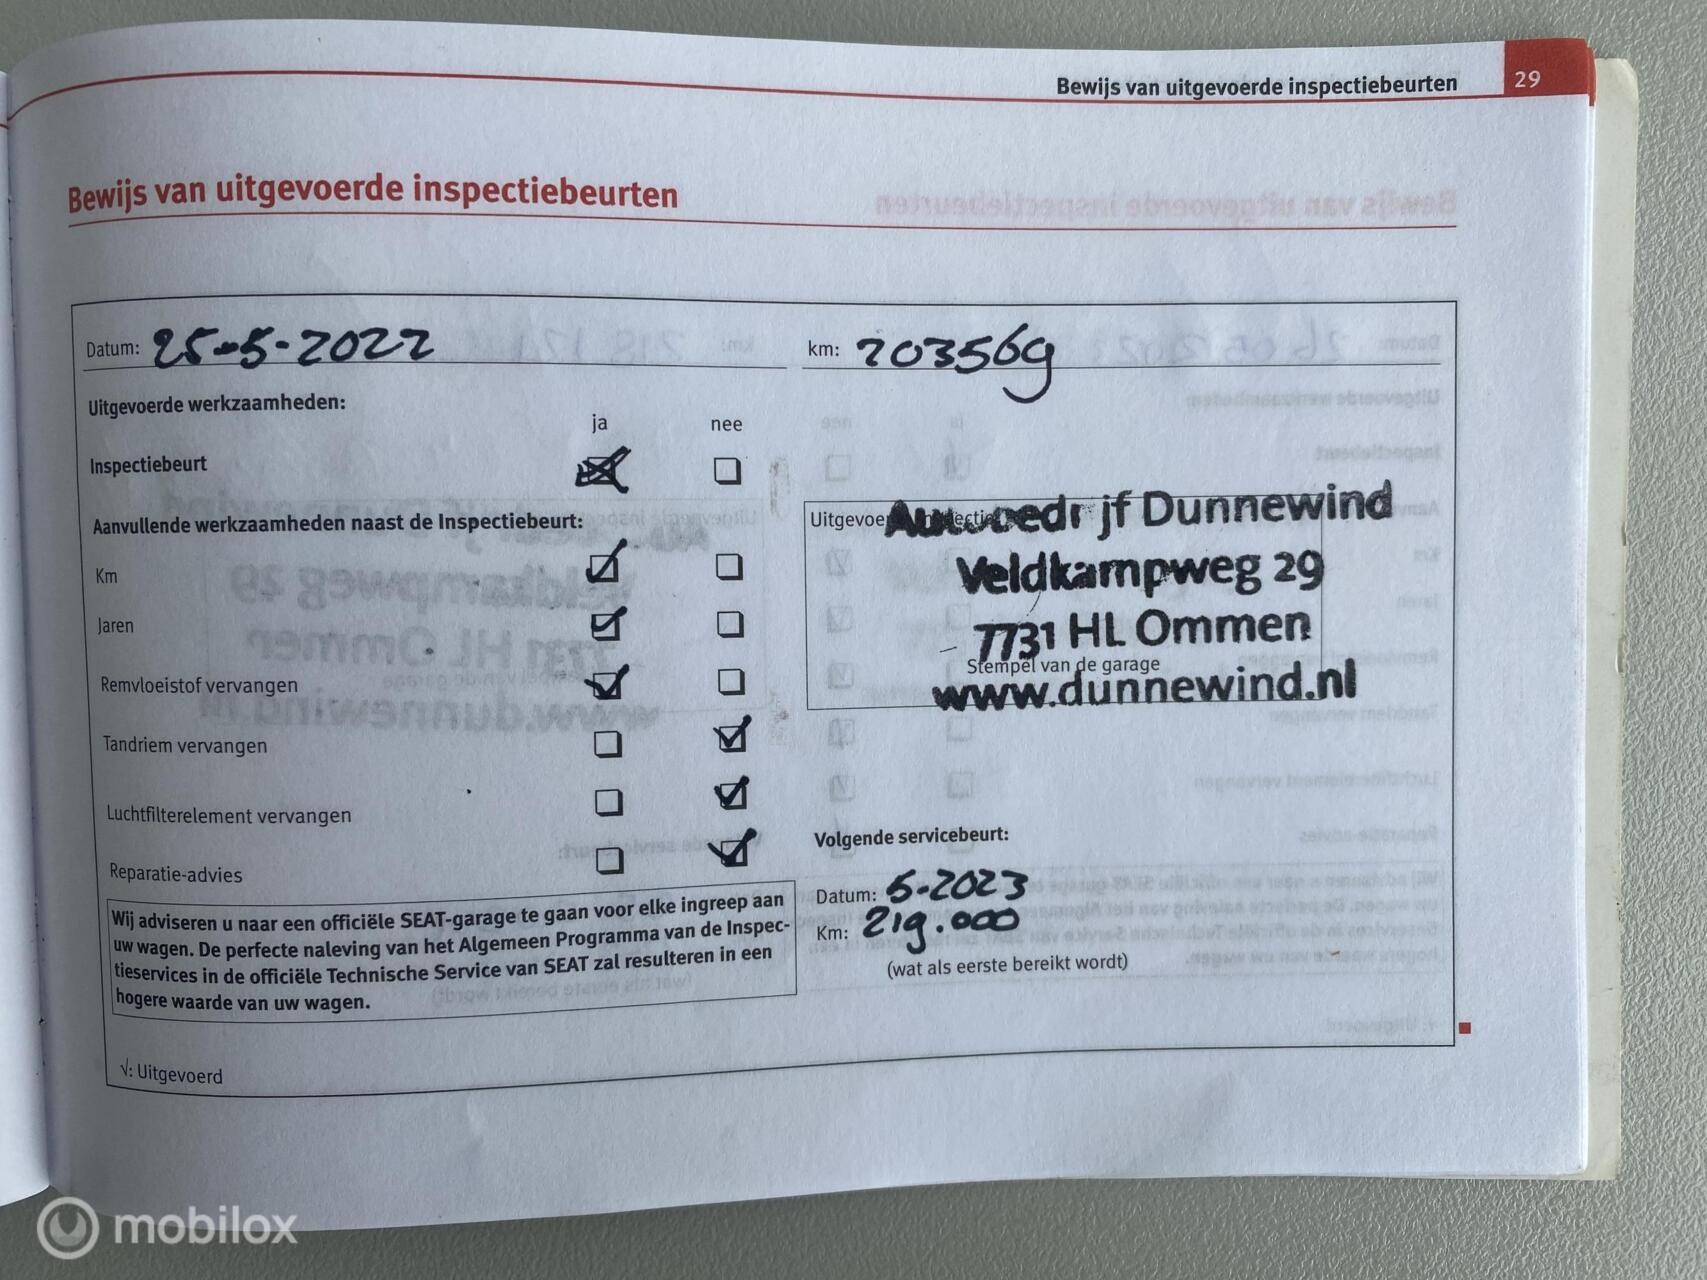 Bewijs van uitgevoerde inspectiebeurten 29
Bewijs van uitgevoerde inspectiebeurten
Datum: 25-5-2022
km: 203569
Uitgevoerde werkzaamheden:
ja nee
Inspectiebeurt
Aanvullende werkzaamheden naast de Inspectiebeurt:
Km
Jaren
Remvloeistof vervangen
Tandriem vervangen
Luchtfilterelement vervangen
Reparatie-advies
Wij adviseren u naar een officiële SEAT-garage te gaan voor elke ingreep aan
uw wagen. De perfecte naleving van het Algemeen Programma van de Inspec-
tieservices in de officiële Technische Service van SEAT zal resulteren in een
hogere waarde van uw wagen.
√: Uitgevoerd
Autobedrijf Dunnewind
Veldkampweg 29
7731 HL Ommen
Stempel van de garage
www.dunnewind.nl
Volgende servicebeurt:
Datum: 5-2023
Km: 219.000
(wat als eerste bereikt wordt)
mobilox